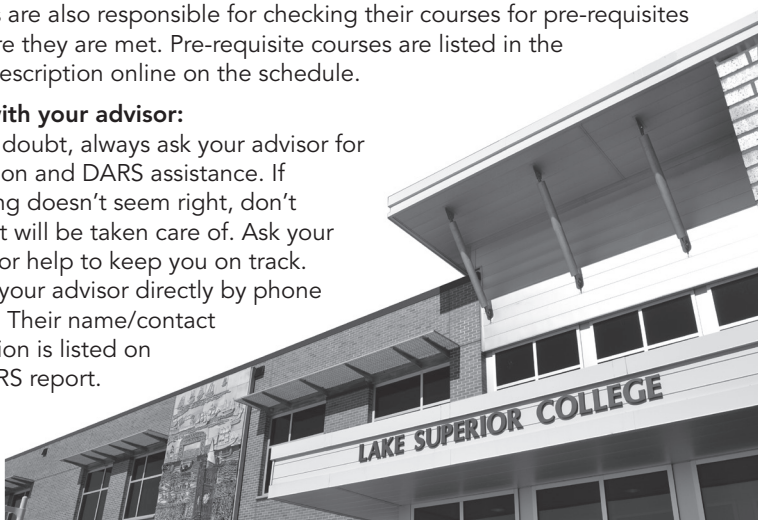 s are also responsible for checking their courses for pre-requisites
re they are met. Pre-requisite courses are listed in the
escription online on the schedule.
with your advisor:
doubt, always ask your advisor for
on and DARS assistance. If
ng doesn’t seem right, don’t
t will be taken care of. Ask your
or help to keep you on track.
your advisor directly by phone
. Their name/contact
ion is listed on
RS report.
LAKE SUPERIOR COLLEGE